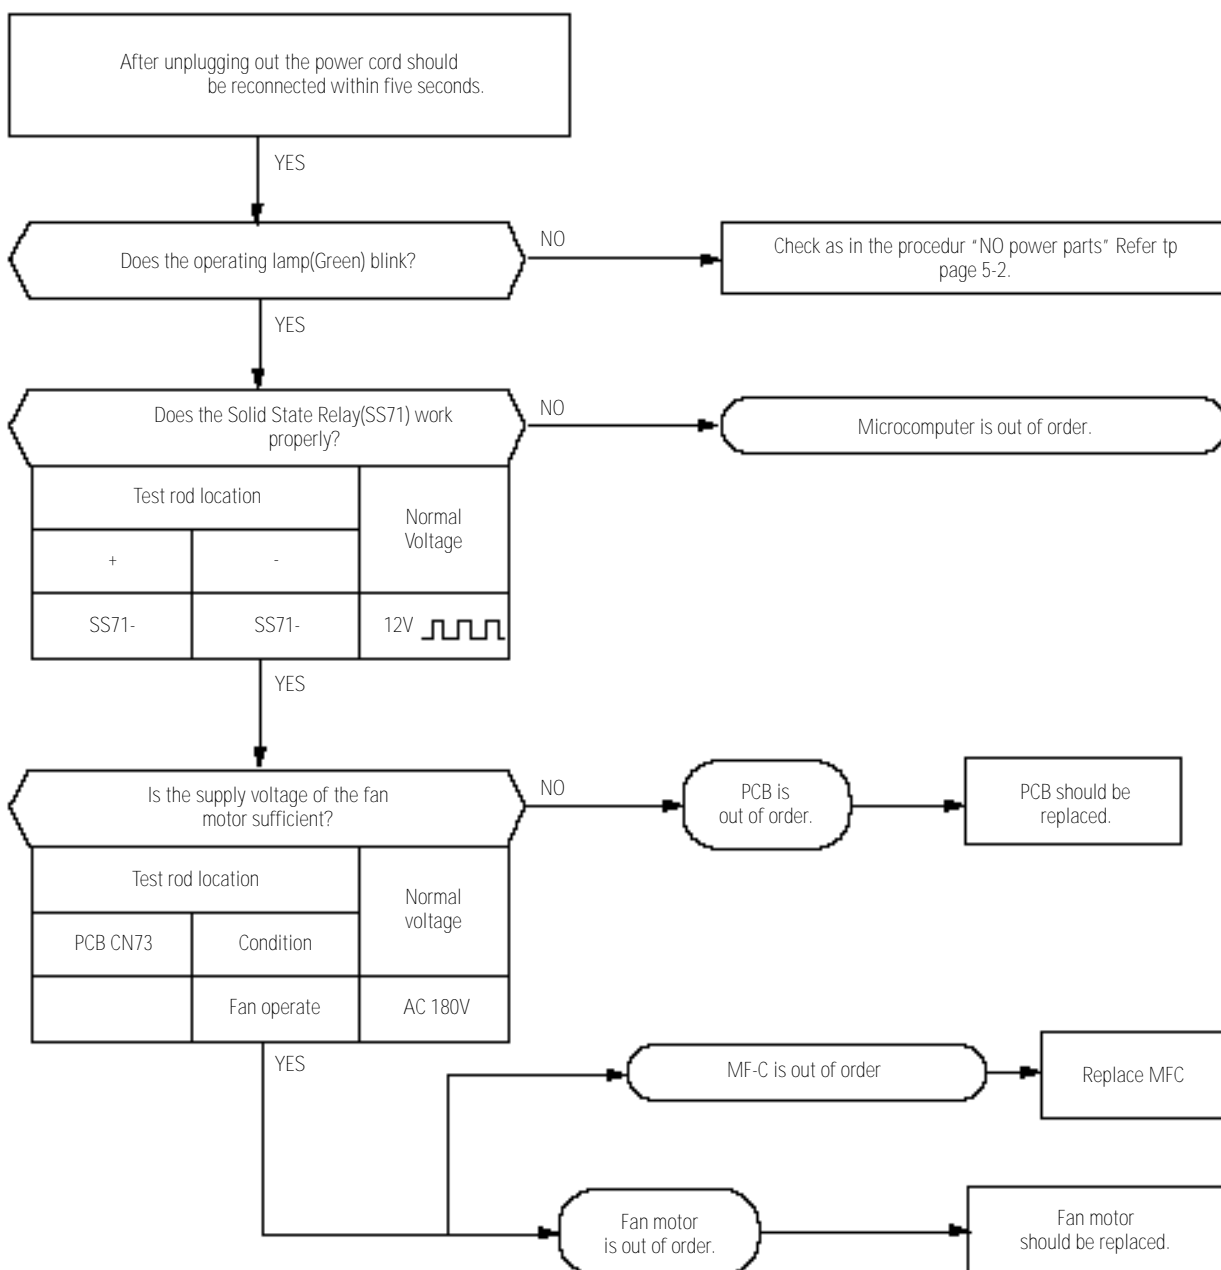 After unplugging out the power cord should
be reconnected within five seconds.
YES
Does the operating lamp(Green) blink?
NO
Check as in the procedur "NO power parts" Refer tp
page 5-2.
YES
Does the Solid State Relay(SS71) work
properly?
NO
Microcomputer is out of order.
Test rod location
Normal
Voltage
+
-
SS71-
SS71-
12V
YES
Is the supply voltage of the fan
motor sufficient?
NO
PCB is
out of order.
PCB should be
replaced.
Test rod location
Normal
voltage
PCB CN73
Condition
Fan operate
AC 180V
YES
MF-C is out of order
Replace MFC
Fan motor
is out of order.
Fan motor
should be replaced.